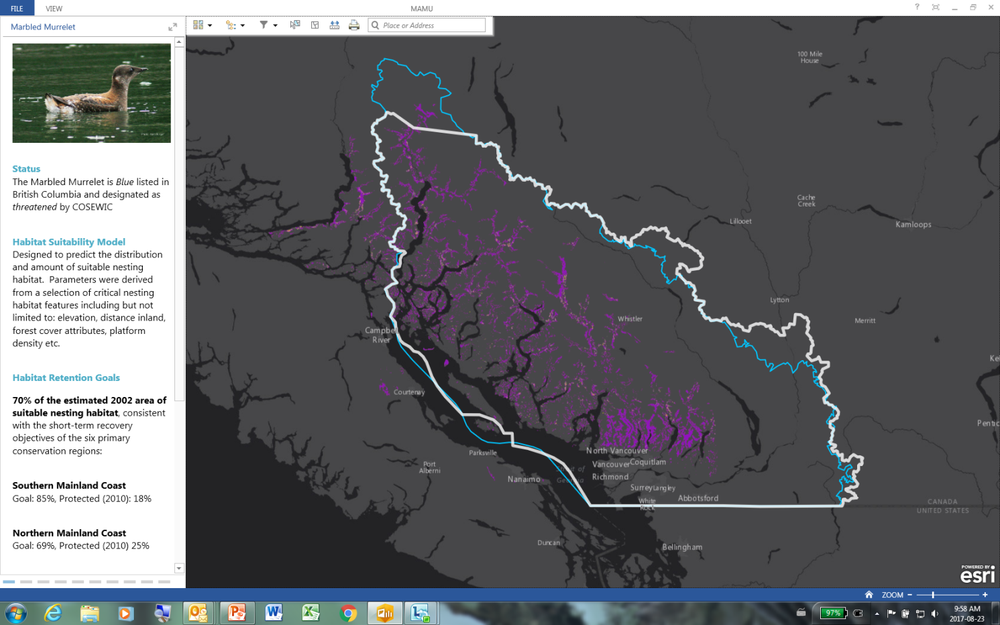 FILE
VIEW
MAMU
?
Marbled Murrelet
Place or Address
Status
The Marbled Murrelet is Blue listed in
British Columbia and designated as
threatened by COSEWIC
Habitat Suitability Model
Designed to predict the distribution
and amount of suitable nesting
habitat. Parameters were derived
from a selection of critical nesting
habitat features including but not
limited to: elevation, distance inland,
forest cover attributes, platform
density etc.
Habitat Retention Goals
70% of the estimated 2002 area of
suitable nesting habitat, consistent
with the short-term recovery
objectives of the six primary
conservation regions:
Southern Mainland Coast
Goal: 85%, Protected (2010): 18%
Northern Mainland Coast
Goal: 69%, Protected (2010) 25%
100 Mile
House
Cache
Creek
Lillooet
Kamloops
Lytton
Merritt
Whistler
Campbell
River
Ke
Courtenay
Pentic
North Vancouver
Parksville
Vancouver
Coquitlam
Port
Alberni
Strait of
Georgia
Richmond
Nanaimo
Surrey
Langley
Abbotsford
White
Rock
CANADA
UNITED STATES
Duncan
Bellingham
POWERED BY
esri
ZOOM
97%
9:58 AM
2017-08-23